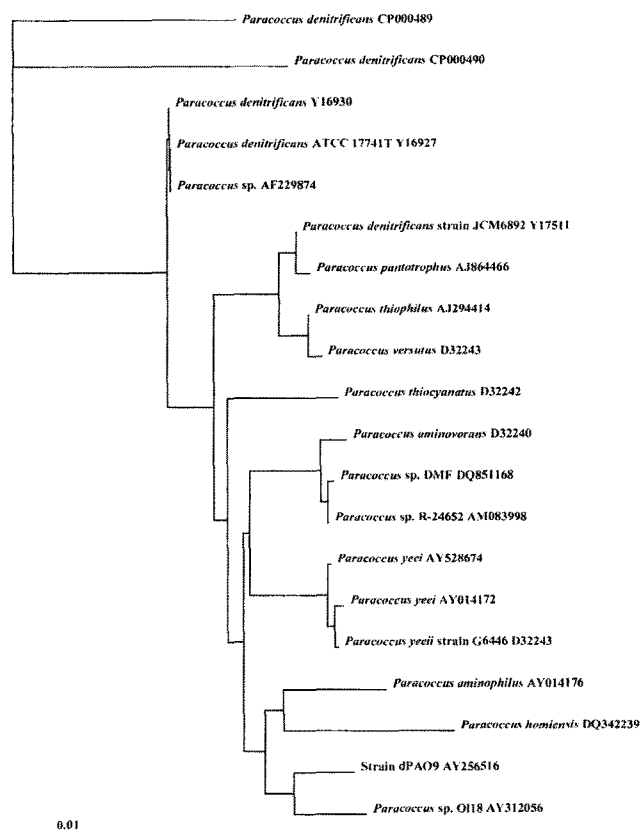 Paracoccus denitrificans CP000489
Paracoccus denitrificans CP000490
Paracoccus denitrificans Y16930
Paracoccus denitrificans ATCC 17741T Y16927
Paracoccus sp. AF229874
Paracoccus denitrificans strain JCM6892 Y17511
Paracoccus pantotrophus AJ864466
Paracoccus thiophilus AJ294414
Paracoccus versutus D32243
Paracoccus thiocyanatus D32242
Paracoccus aminovorans D32240
Paracoccus sp. DMF DQ851168
Paracoccus sp. R-24652 AM083998
Paracoccus yeei AY528674
Paracoccus yeei AY014172
Paracoccus yeeii strain G6446 D32243
Paracoccus aminophilus AY014176
Paracoccus homiensis DQ342239
Strain dPAO9 AY256516
Paracoccus sp. OI18 AY312056
0.01